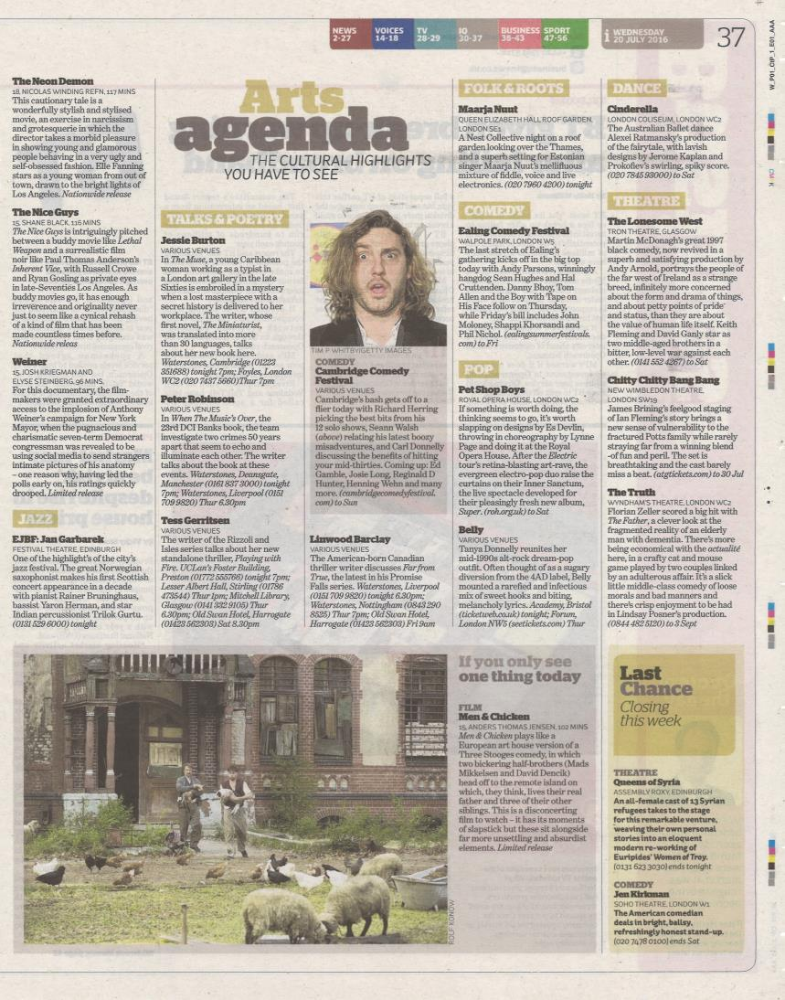 NEWS
2-27
VOICES
14-18
TV
28-29
IQ
30-37
BUSINESS
38-43
SPORT
47-56
i WEDNESDAY
20 JULY 2016
37
W_P01_CIP_1_E01_AAA
The Neon Demon
18, NICOLAS WINDING REFN, 117 MINS
This cautionary tale is a
wonderfully stylish and stylised
movie, an exercise in narcissism
and grotesquerie in which the
director takes a morbid pleasure
in showing young and glamorous
people behaving in a very ugly and
self-obsessed fashion. Elle Fanning
stars as a young woman from out of
town, drawn to the bright lights of
Los Angeles. Nationwide release
The Nice Guys
15, SHANE BLACK, 116 MINS
The Nice Guys is intriguingly pitched
between a buddy movie like Lethal
Weapon and a surrealistic film
noir like Paul Thomas Anderson's
Inherent Vice, with Russell Crowe
and Ryan Gosling as private eyes
in late-Seventies Los Angeles. As
buddy movies go, it has enough
irreverence and originality never
just to seem like a cynical rehash
of a kind of film that has been
made countless times before.
Nationwide releas
Weiner
15, JOSH KRIEGMAN AND
ELYSE STEINBERG, 96 MINS,
For this documentary, the film-
makers were granted extraordinary
access to the implosion of Anthony
Weiner's campaign for New York
Mayor, when the pugnacious and
charismatic seven-term Democrat
congressman was revealed to be
using social media to send strangers
intimate pictures of his anatomy
– one reason why, having led the
polls early on, his ratings quickly
drooped. Limited release
JAZZ
EJBF: Jan Garbarek
FESTIVAL THEATRE, EDINBURGH
One of the highlights of the city's
jazz festival. The great Norwegian
saxophonist makes his first Scottish
concert appearance in a decade
with pianist Rainer Bruninghaus,
bassist Yaron Herman, and star
Indian percussionist Trilok Gurtu.
(0131 529 6000) tonight
Arts
agenda
THE CULTURAL HIGHLIGHTS
YOU HAVE TO SEE
TALKS & POETRY
Jessie Burton
VARIOUS VENUES
In The Muse, a young Caribbean
woman working as a typist in
a London art gallery in the late
Sixties is embroiled in a mystery
when a lost masterpiece with a
secret history is delivered to her
workplace. The writer, whose
first novel, The Miniaturist,
was translated into more
than 30 languages, talks
about her new book here.
Waterstones, Cambridge (01223
351688) tonight 7pm; Foyles, London
WC2 (020 7437 5660)Thur 7pm
Peter Robinson
VARIOUS VENUES
In When The Music's Over, the
23rd DCI Banks book, the team
investigate two crimes 50 years
apart that seem to echo and
illuminate each other. The writer
talks about the book at these
events. Waterstones, Deansgate,
Manchester (0161 837 3000) tonight
7pm; Waterstones, Liverpool (0151
709 9820) Thur 6.30pm
Tess Gerritsen
VARIOUS VENUES
The writer of the Rizzoli and
Isles series talks about her new
standalone thriller, Playing with
Fire. UCLan's Foster Building,
Preston (01772 555766) tonight 7pm;
Lesser Albert Hall, Stirling (01786
473544) Thur 1pm; Mitchell Library,
Glasgow (0141 332 9105) Thur
6.30pm; Old Swan Hotel, Harrogate
(01423 562303) Sat 8.30pm
TIM P WHITBY/GETTY IMAGES
COMEDY
Cambridge Comedy
Festival
VARIOUS VENUES
Cambridge's bash gets off to a
flier today with Richard Herring
picking the best bits from his
12 solo shows, Seann Walsh
(above) relating his latest boozy
misadventures, and Carl Donnelly
discussing the benefits of hitting
your mid-thirties. Coming up: Ed
Gamble, Josie Long, Reginald D
Hunter, Henning Wehn and many
more. (cambridgecomedyfestival.
com) to Sun
Linwood Barclay
VARIOUS VENUES
The American-born Canadian
thriller writer discusses Far from
True, the latest in his Promise
Falls series. Waterstones, Liverpool
(0151 709 9820) tonight 6.30pm;
Waterstones, Nottingham (0843 290
8525) Thur 7pm; Old Swan Hotel,
Harrogate (01423 562303) Fri 9am
FOLK & ROOTS
Maarja Nuut
QUEEN ELIZABETH HALL ROOF GARDEN,
LONDON SE1
A Nest Collective night on a roof
garden looking over the Thames,
and a superb setting for Estonian
singer Maarja Nuut's mellifluous
mixture of fiddle, voice and live
electronics. (020 7960 4200) tonight
COMEDY
Ealing Comedy Festival
WALPOLE PARK, LONDON W5
The last stretch of Ealing's
gathering kicks off in the big
top today with Andy Parsons, winningly
hangdog Sean Hughes and Hal
Cruttenden. Danny Bhoy, Tom
Allen and the Boy with Tape on
His Face follow on Thursday,
while Friday's bill includes John
Moloney, Shappi Khorsandi and
Phil Nichol. (ealingsummerfestivals.
com) to Fri
POP
Pet Shop Boys
ROYAL OPERA HOUSE, LONDON WC2
If something is worth doing, the
thinking seems to go, it's worth
slapping on designs by Es Devlin,
throwing in choreography by Lynne
Page and doing it at the Royal
Opera House. After the Electric
tour's retina-blasting art-rave, the
evergreen electro-pop duo raise the
curtains on their Inner Sanctum,
the live spectacle developed for
their pleasingly fresh new album,
Super. (roh.org.uk) to Sat
Belly
VARIOUS VENUES
Tanya Donnelly reunites her
mid-1990s alt-rock dream-pop
outfit. Often thought of as a sugary
diversion from the 4AD label, Belly
mounted a rarefied and infectious
mix of sweet hooks and biting,
melancholy lyrics. Academy, Bristol
(ticketweb.co.uk) tonight; Forum,
London NW5 (seetickets.com) Thur
DANCE
Cinderella
LONDON COLISEUM, LONDON WC2
The Australian Ballet dance
Alexei Ratmansky's production
of the fairytale, with lavish
designs by Jerome Kaplan and
Prokofiev's swirling, spiky score.
(020 7845 93000) to Sat
THEATRE
The Lonesome West
TRON THEATRE, GLASGOW
Martin McDonagh's great 1997
black comedy, now revived in a
superb and satisfying production by
Andy Arnold, portrays the people of
the far west of Ireland as a strange
breed, infinitely more concerned
about the form and drama of things,
and about petty points of pride
and status, than they are about
the value of human life itself. Keith
Fleming and David Ganly star as
two middle-aged brothers in a
bitter, low-level war against each
other. (0141 552 4267) to Sat
Chitty Chitty Bang Bang
NEW WIMBLEDON THEATRE,
LONDON SW19
James Brining's feelgood staging
of Ian Fleming's story brings a
new sense of vulnerability to the
fractured Potts family while rarely
straying far from a winning blend
-of fun and peril. The set is
breathtaking and the cast barely
miss a beat. (atgtickets.com) to 30 Jul
The Truth
WYNDHAM'S THEATRE, LONDON WC2
Florian Zeller scored a big hit with
The Father, a clever look at the
fragmented reality of an elderly
man with dementia. There's more
being economical with the actualité
here, in a crafty cat and mouse
game played by two couples linked
by an adulterous affair. It's a slick
little middle-class comedy of loose
morals and bad manners and
there's crisp enjoyment to be had
in Lindsay Posner's production.
(0844 482 5120) to 3 Sept
ROLF KONOW
If you only see
one thing today
FILM
Men & Chicken
15, ANDERS THOMAS JENSEN, 102 MINS
Men & Chicken plays like a
European art house version of a
Three Stooges comedy, in which
two bickering half-brothers (Mads
Mikkelsen and David Dencik)
head off to the remote island on
which, they think, lives their real
father and three of their other
siblings. This is a disconcerting
film to watch – it has its moments
of slapstick but these sit alongside
far more unsettling and absurdist
elements. Limited release
Last
Chance
Closing
this week
THEATRE
Queens of Syria
ASSEMBLY ROXY, EDINBURGH
An all-female cast of 13 Syrian
refugees takes to the stage
for this remarkable venture,
weaving their own personal
stories into an eloquent
modern re-working of
Euripides' Women of Troy.
(0131 623 3030) ends tonight
COMEDY
Jen Kirkman
SOHO THEATRE, LONDON W1
The American comedian
deals in bright, ballsy,
refreshingly honest stand-up.
(020 7478 0100) ends Sat